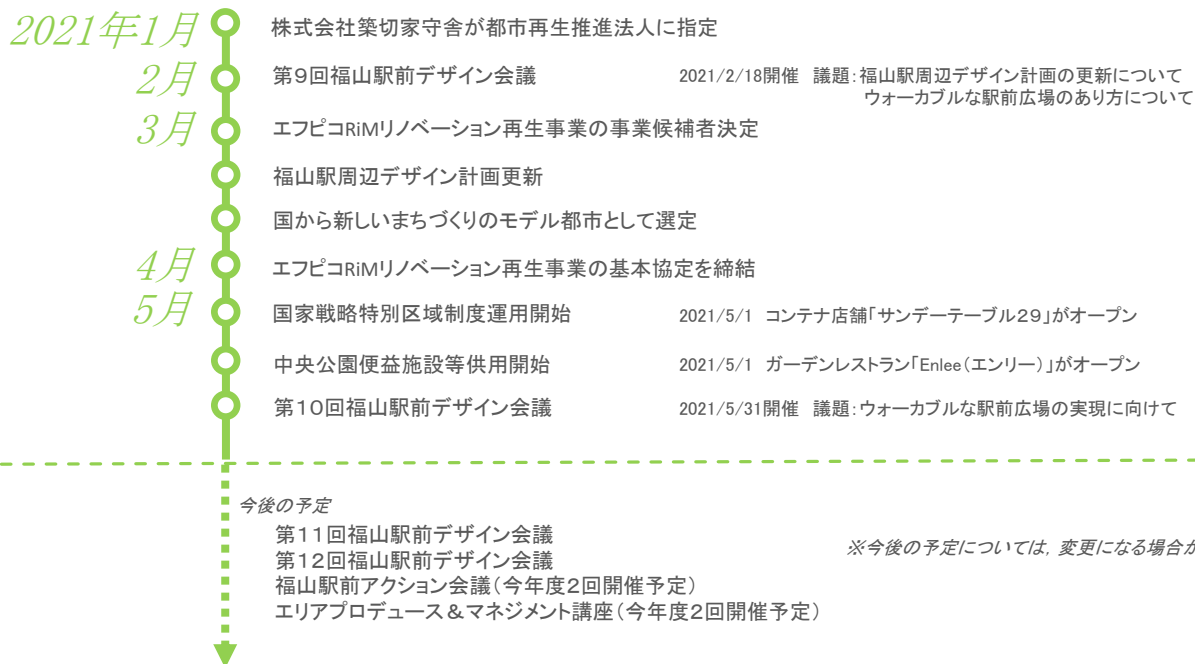 2021年1月 株式会社築切家守舎が都市再生推進法人に指定
2月 第9回福山駅前デザイン会議 2021/2/18開催 議題:福山駅周辺デザイン計画の更新について
ウォーカブルな駅前広場のあり方について
3月 エフピコRiMリノベーション再生事業の事業候補者決定
福山駅周辺デザイン計画更新
国から新しいまちづくりのモデル都市として選定
4月 エフピコRiMリノベーション再生事業の基本協定を締結
5月 国家戦略特別区域制度運用開始 2021/5/1 コンテナ店舗「サンデーテーブル29」がオープン
中央公園便益施設等供用開始 2021/5/1 ガーデンレストラン「Enlee(エンリー)」がオープン
第10回福山駅前デザイン会議 2021/5/31開催 議題:ウォーカブルな駅前広場の実現に向けて
今後の予定
第11回福山駅前デザイン会議
第12回福山駅前デザイン会議
※今後の予定については, 変更になる場合が
福山駅前アクション会議(今年度2回開催予定)
エリアプロデュース&マネジメント講座(今年度2回開催予定)